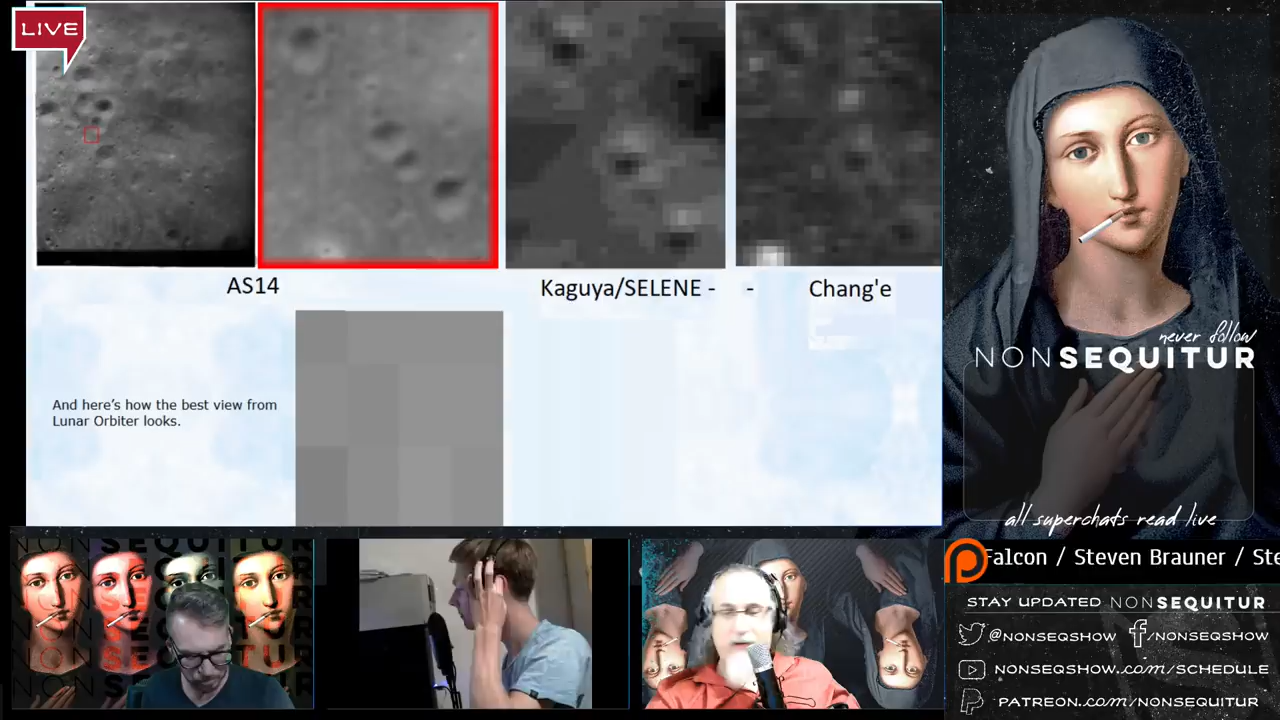 LIVE
AS14
Kaguya/SELENE -
-
Chang'e
And here's how the best view from
Lunar Orbiter looks.
never follow
NONSEQUITUR
all superchats read live
Falcon / Steven Brauner / Ste
STAY UPDATED NONSEQUITUR
@NONSEQSHOW
/NONSEQSHOW
NONSEQSHOW.com/SCHEDULE
PATREON.com/NONSEQUITUR